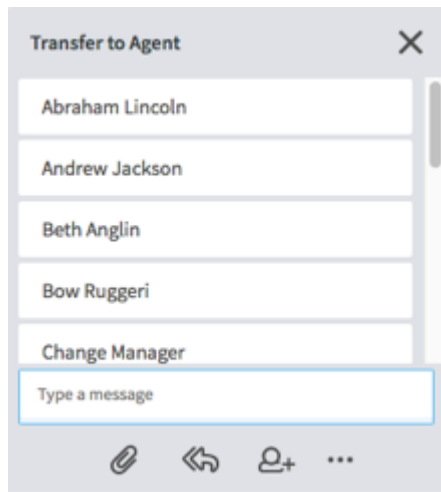 Transfer to Agent
Abraham Lincoln
Andrew Jackson
Beth Anglin
Bow Ruggeri
Change Manager
Type a message